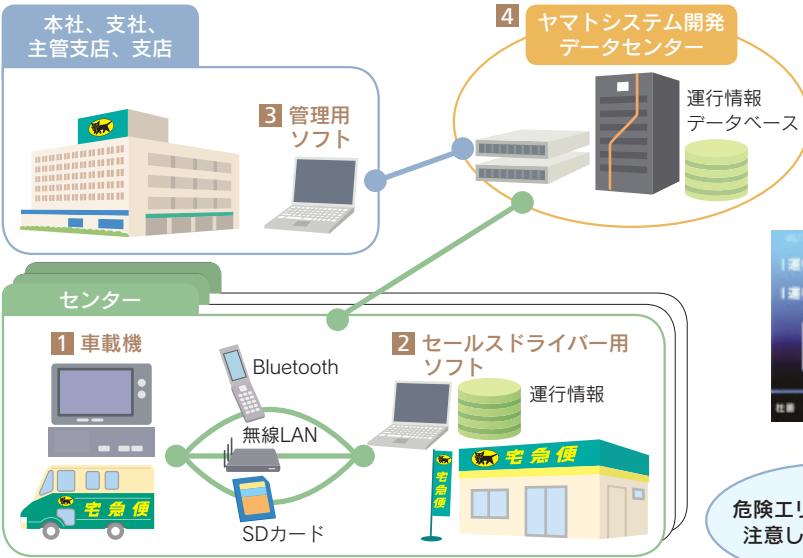 本社、支社、
主管支店、支店
3 管理用
ソフト
4 ヤマトシステム開発
データセンター
運行情報
データベース
センター
1 車載機
Bluetooth
無線LAN
SDカード
2 セールスドライバー用
ソフト
運行情報
宅急便
宅急便
宅急便
危険エリ
注意し